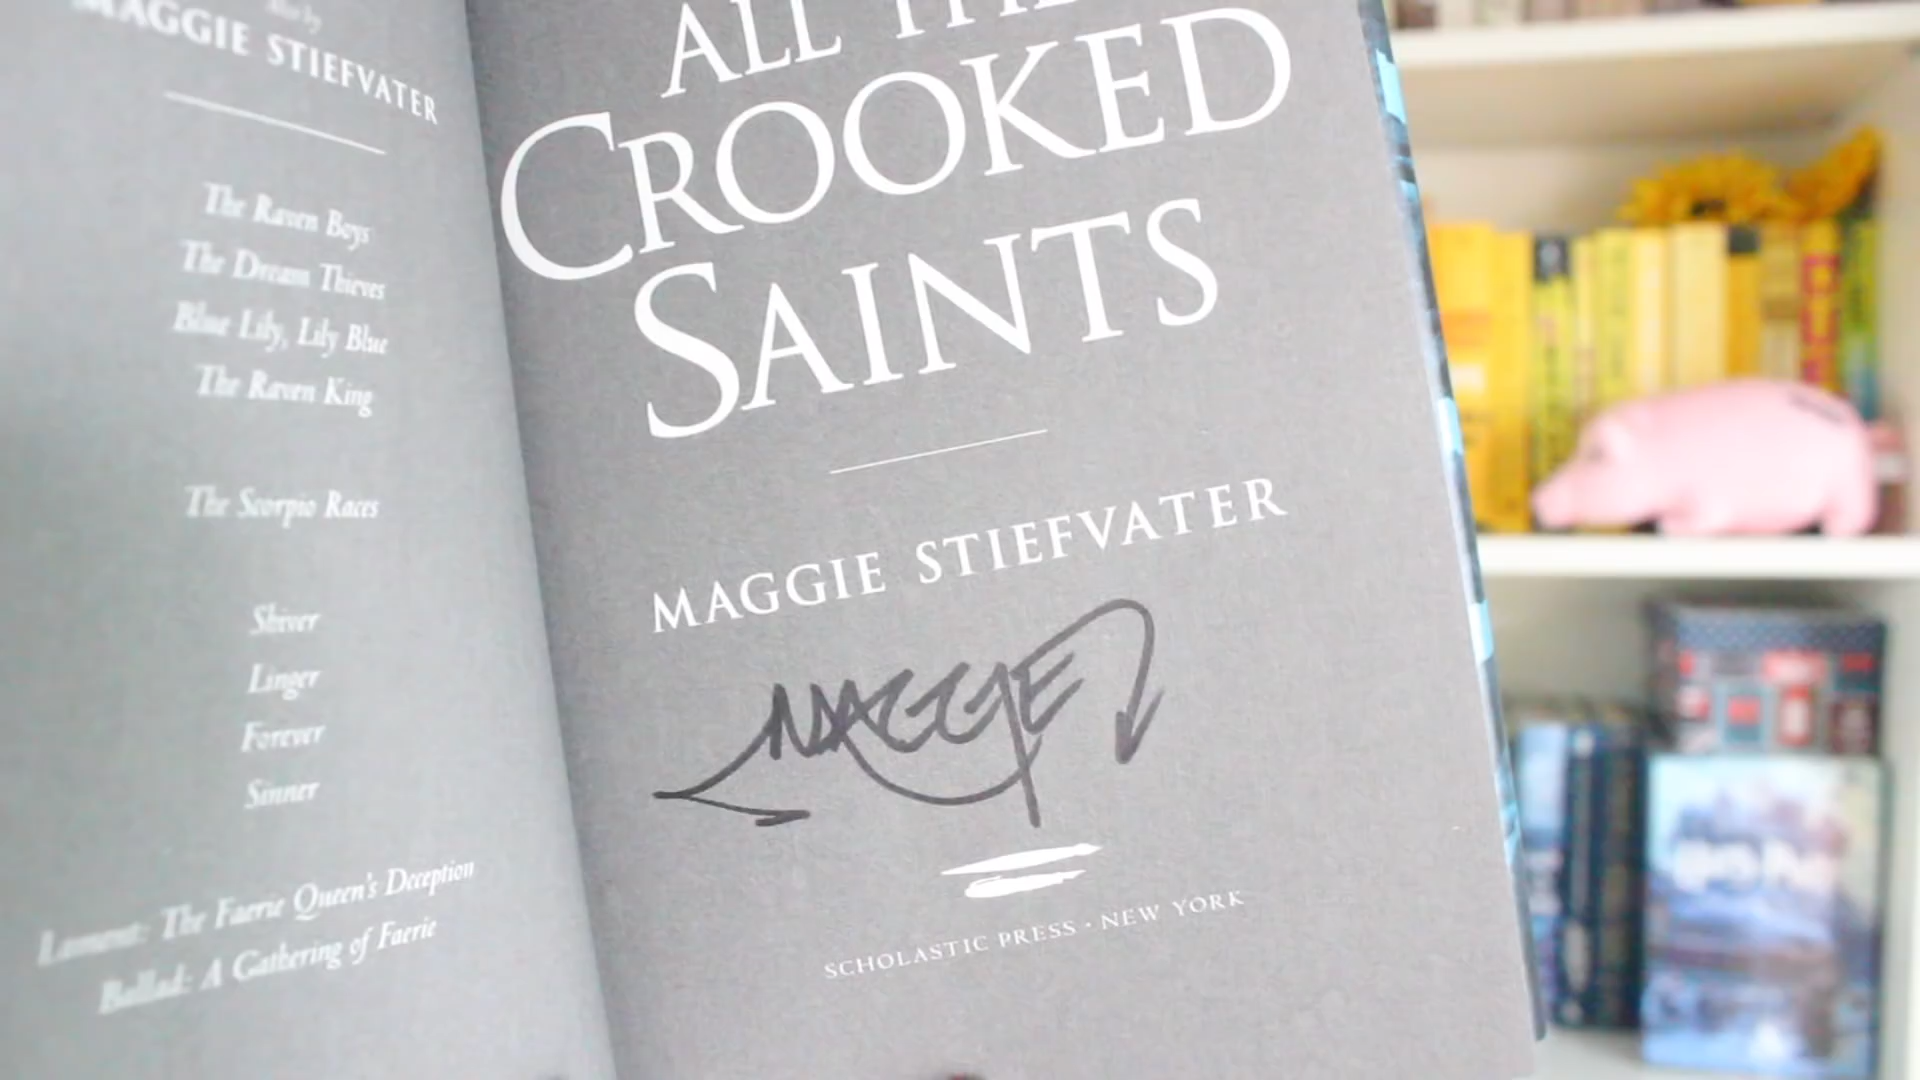 Also by
MAGGIE STIEFVATER
The Raven Boys
The Dream Thieves
Blue Lily, Lily Blue
The Raven King
The Scorpio Races
Shiver
Linger
Forever
Sinner
Lament: The Faerie Queen's Deception
Ballad: A Gathering of Faerie
ALL THE
CROOKED
SAINTS
MAGGIE STIEFVATER
MAGGIE
SCHOLASTIC PRESS · NEW YORK